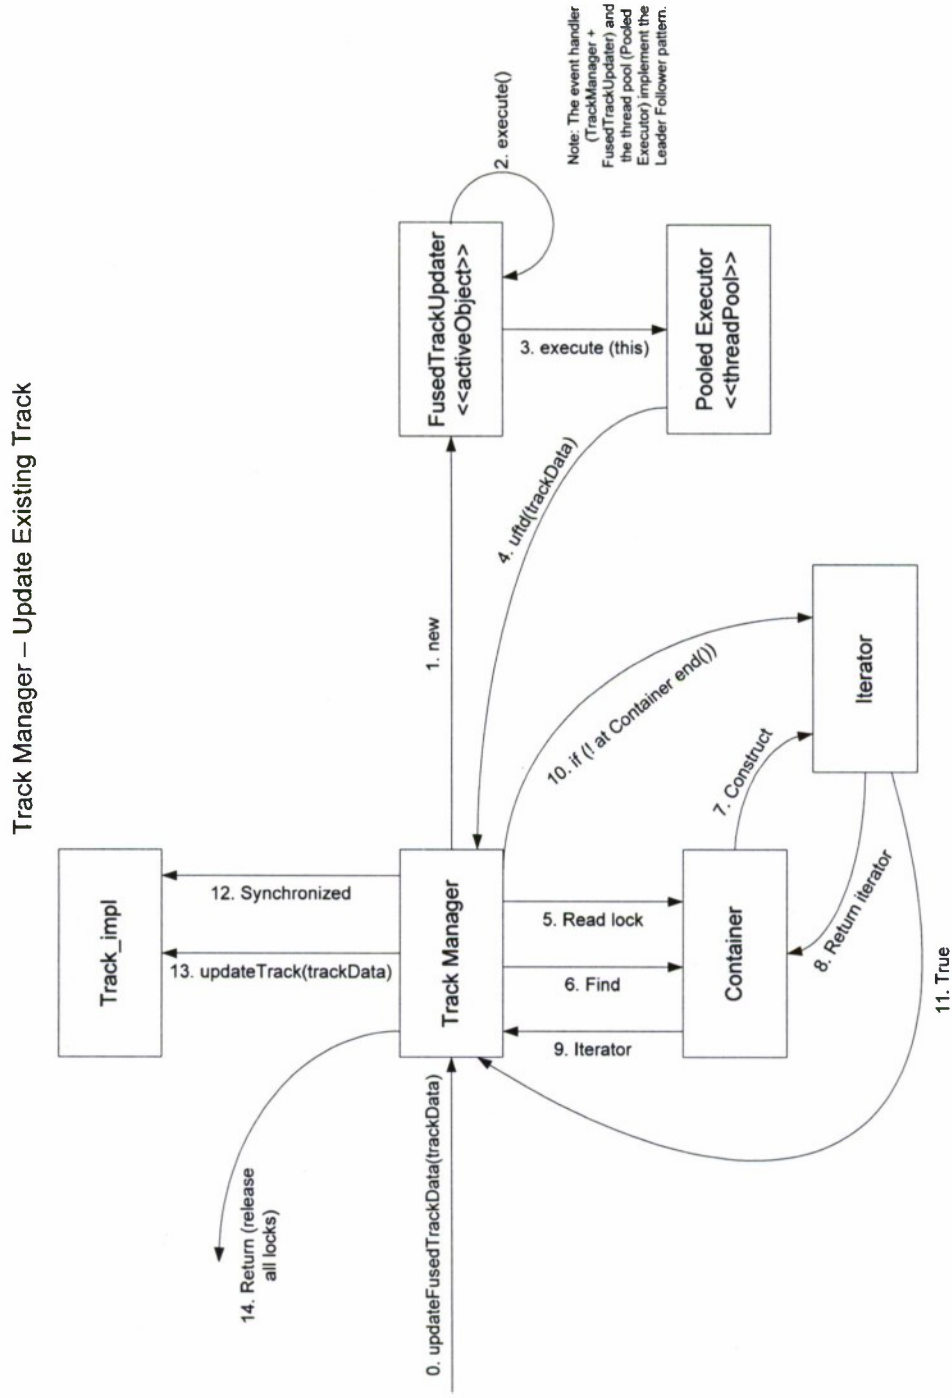 Track Manager – Update Existing Track
Track_impl
12. Synchronized
13. updateTrack(trackData)
14. Return (release
all locks)
0. updateFusedTrackData(trackData)
Track Manager
1. new
FusedTrackUpdater
<<activeObject>>
2. execute()
3. execute (this)
Pooled Executor
<<threadPool>>
4. uftd(trackData)
5. Read lock
6. Find
9. Iterator
Container
7. Construct
8. Return iterator
10. if (! at Container end())
Iterator
11. True
Note: The event handler
(TrackManager +
FusedTrackUpdater) and
the thread pool (Pooled
Executor) implement the
Leader Follower pattern.